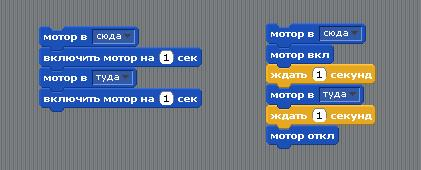 мотор в сюда
включить мотор на 1 сек
мотор в туда
включить мотор на 1 сек
мотор в сюда
мотор вкл
ждать 1 секунд
мотор в туда
ждать 1 секунд
мотор откл